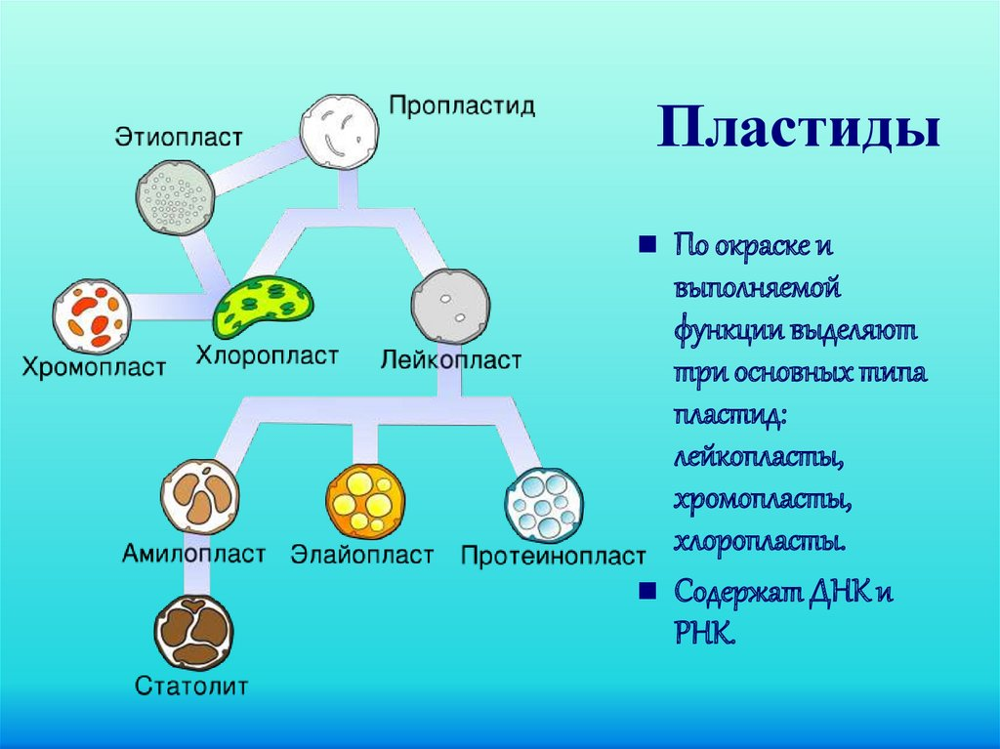 Пропластид
Этиопласт
Хромопласт
Хлоропласт
Лейкопласт
Амилопласт
Элайопласт
Протеинопласт
Статолит
Пластиды
По окраске и
выполняемой
функции выделяют
три основных типа
пластид:
лейкопласты,
хромопласты,
хлоропласты.
Содержат ДНК и
РНК.